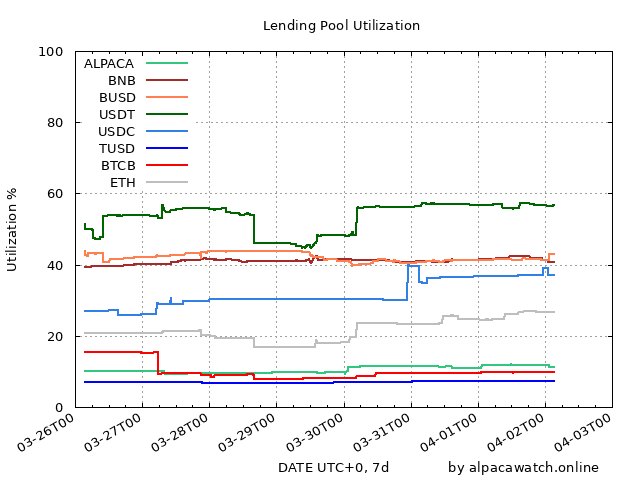 Lending Pool Utilization
100
80
60
40
20
0
Utilization %
ALPACA
BNB
BUSD
USDT
USDC
TUSD
BTCB
ETH
03-26T00
03-27T00
03-28T00
03-29T00
03-30T00
03-31T00
04-01T00
04-02T00
04-03T00
DATE UTC+0, 7d
by alpacawatch.online